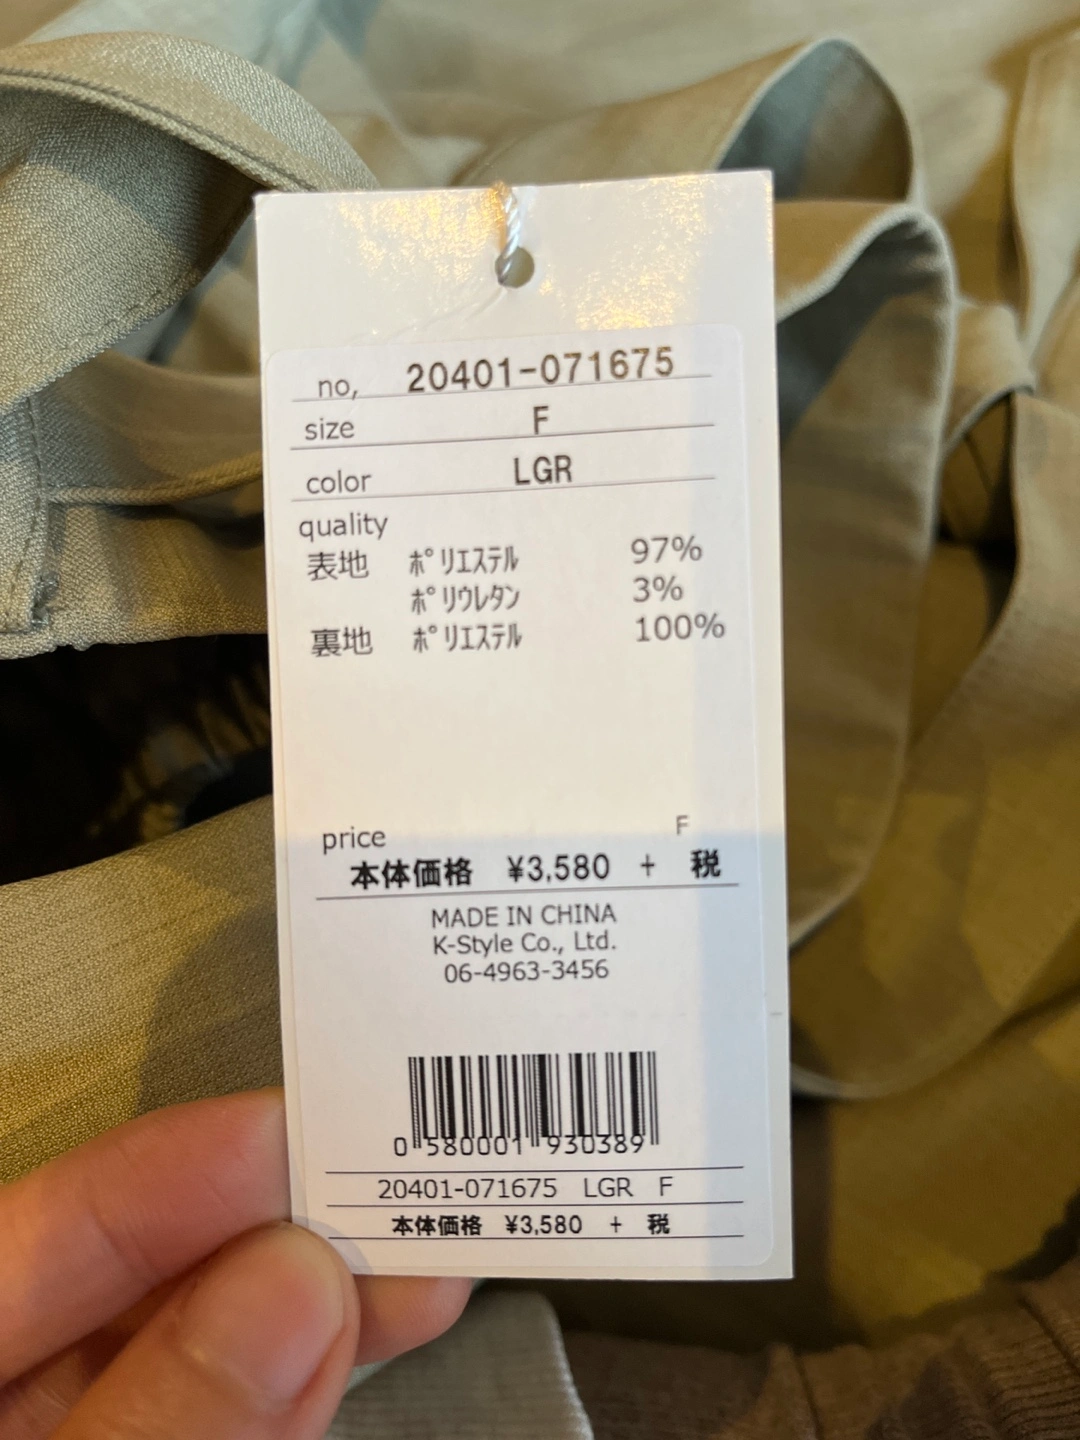 no, 20401-071675
size F
color LGR
quality
表地 ﾎﾟﾘｴｽﾃﾙ 97%
ﾎﾟﾘｳﾚﾀﾝ 3%
裏地 ﾎﾟﾘｴｽﾃﾙ 100%
price F
本体価格 ¥3,580 + 税
MADE IN CHINA
K-Style Co., Ltd.
06-4963-3456
0 580001 930389
20401-071675 LGR F
本体価格 ¥3,580 + 税